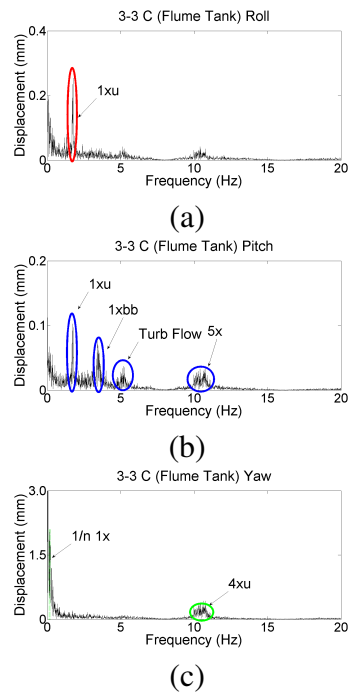 3-3 C (Flume Tank) Roll
0.4
0.2
0
Displacement (mm)
1xu
0 5 10 15 20
Frequency (Hz)
(a)
3-3 C (Flume Tank) Pitch
0.2
0.1
0
Displacement (mm)
1xu
1xbb
Turb Flow
5x
0 5 10 15 20
Frequency (Hz)
(b)
3-3 C (Flume Tank) Yaw
3.0
1.5
0
Displacement (mm)
1/n 1x
4xu
0 5 10 15 20
Frequency (Hz)
(c)